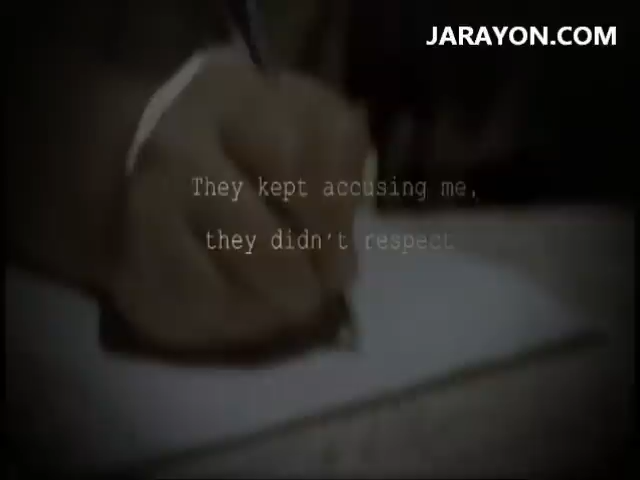 JARAYON.COM
They kept accusing me,
they didn't respect